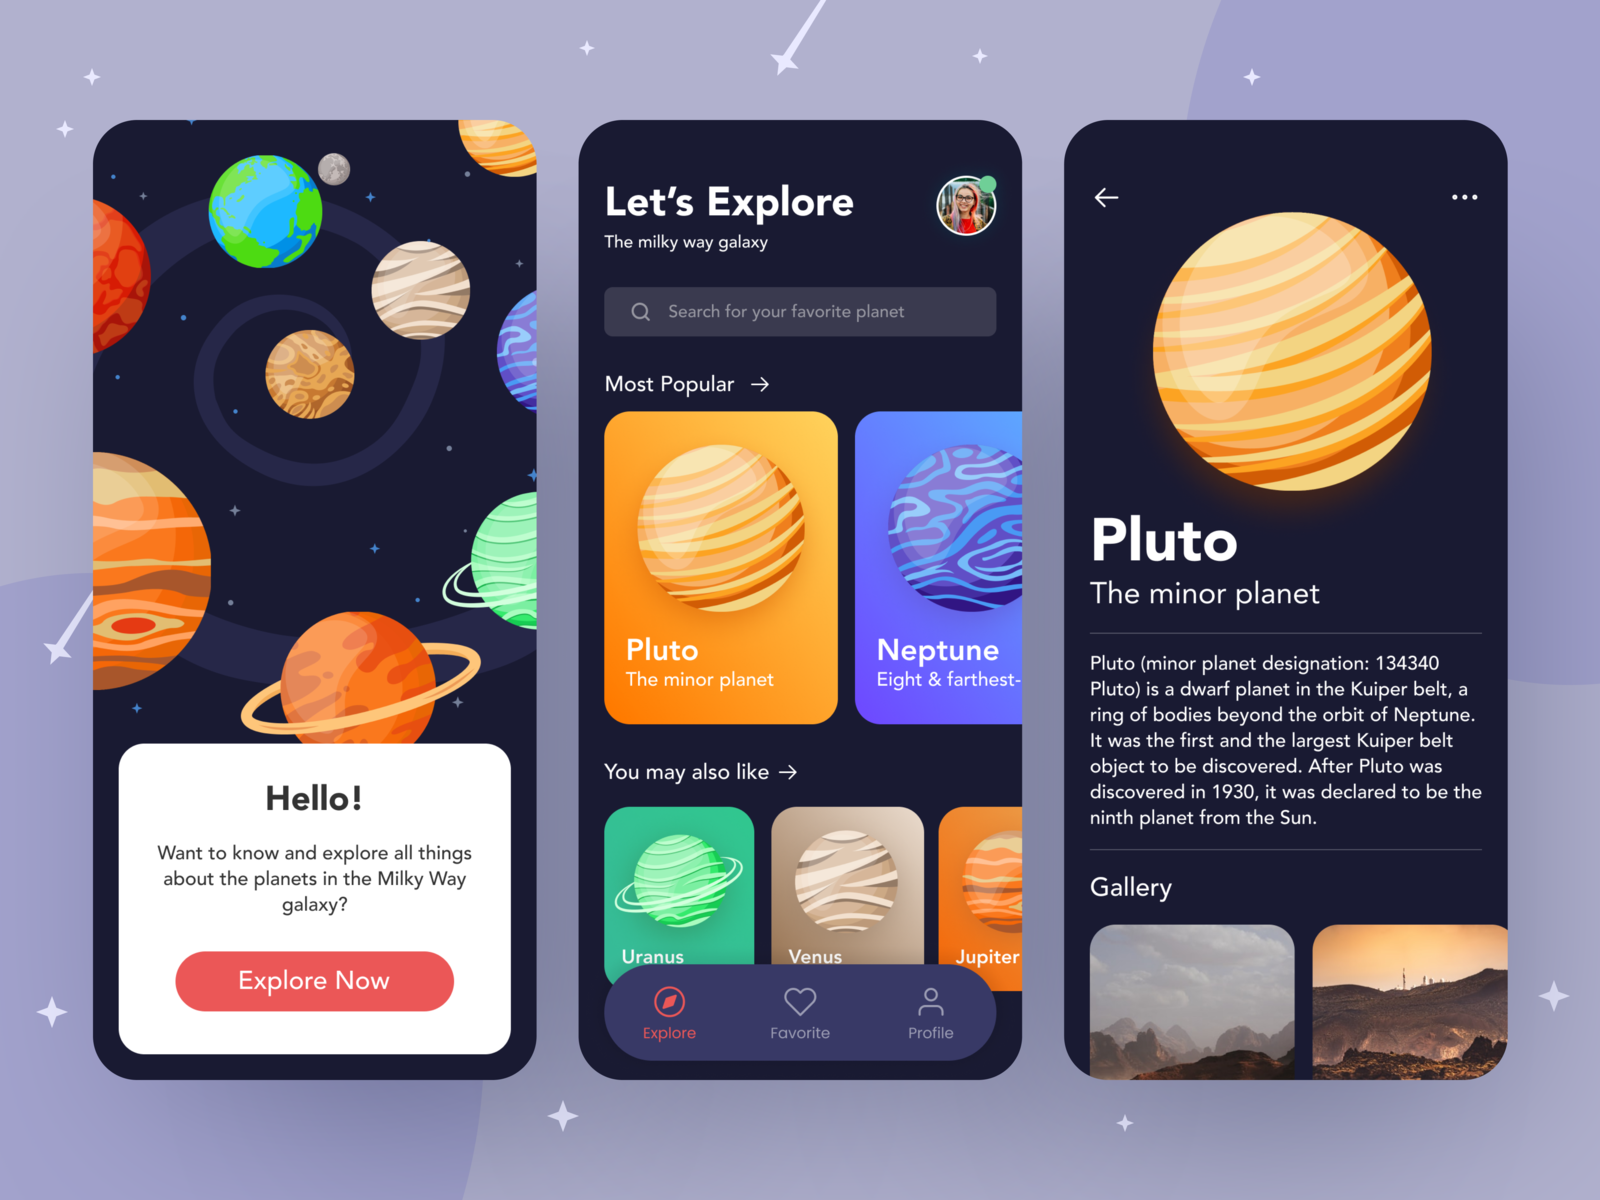 Hello!
Want to know and explore all things
about the planets in the Milky Way
galaxy?
Explore Now
Let's Explore
The milky way galaxy
Search for your favorite planet
Most Popular
Pluto
The minor planet
Neptune
Eight & farthest-
You may also like
Uranus
Venus
Jupiter
Explore
Favorite
Profile
Pluto
The minor planet
Pluto (minor planet designation: 134340
Pluto) is a dwarf planet in the Kuiper belt, a
ring of bodies beyond the orbit of Neptune.
It was the first and the largest Kuiper belt
object to be discovered. After Pluto was
discovered in 1930, it was declared to be the
ninth planet from the Sun.
Gallery